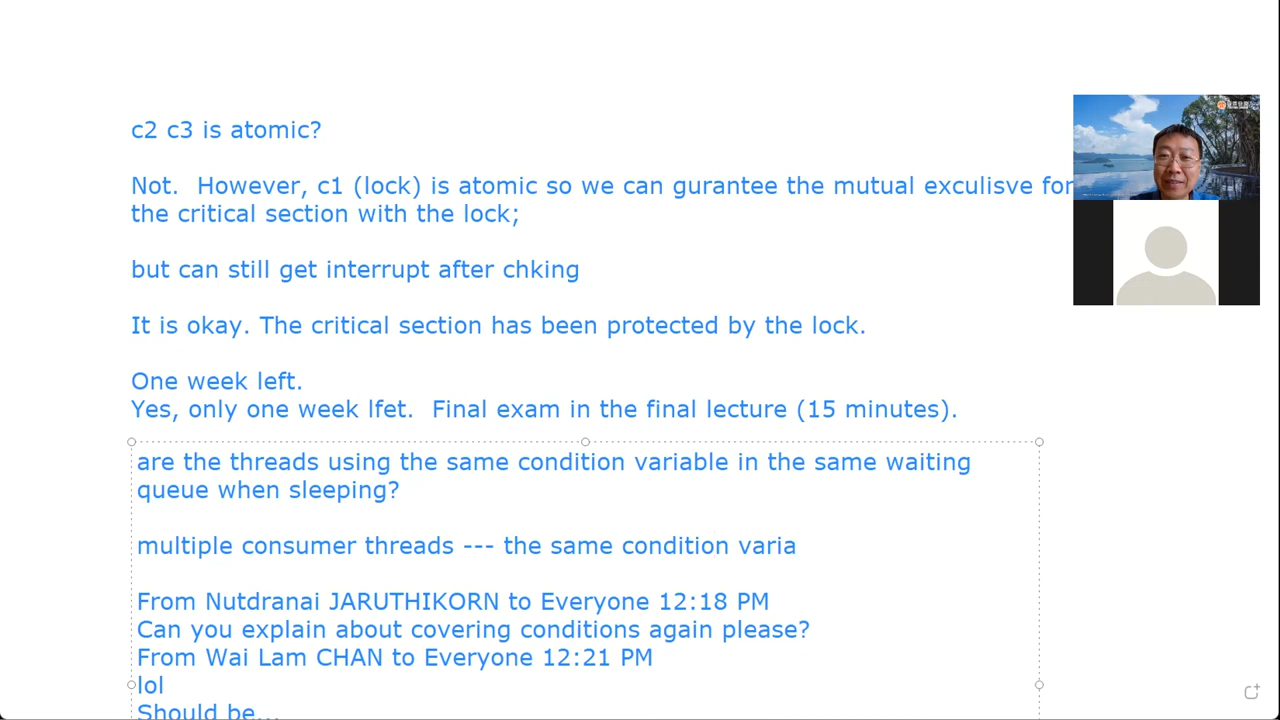 c2 c3 is atomic?
Not.  However, c1 (lock) is atomic so we can gurantee the mutual exculisve for
the critical section with the lock;
but can still get interrupt after chking
It is okay. The critical section has been protected by the lock.
One week left.
Yes, only one week lfet.  Final exam in the final lecture (15 minutes).
are the threads using the same condition variable in the same waiting
queue when sleeping?
multiple consumer threads --- the same condition varia
From Nutdranai JARUTHIKORN to Everyone 12:18 PM
Can you explain about covering conditions again please?
From Wai Lam CHAN to Everyone 12:21 PM
lol
Should be...